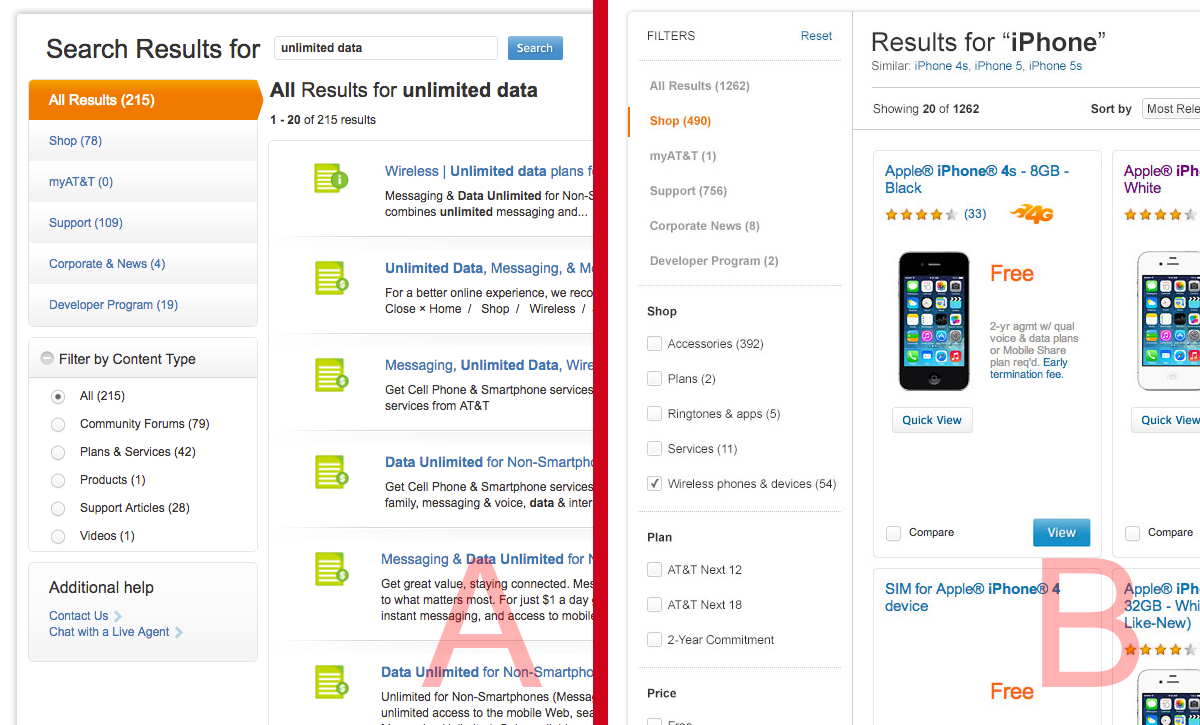 Search Results for
unlimited data
Search
All Results (215)
Shop (78)
myAT&T (0)
Support (109)
Corporate & News (4)
Developer Program (19)
Filter by Content Type
All (215)
Community Forums (79)
Plans & Services (42)
Products (1)
Support Articles (28)
Videos (1)
Additional help
Contact Us
Chat with a Live Agent
All Results for unlimited data
1 - 20 of 215 results
Wireless | Unlimited data plans f
Messaging & Data Unlimited for Non-S
combines unlimited messaging and...
Unlimited Data, Messaging, & M
For a better online experience, we reco
Close × Home / Shop / Wireless /
Messaging, Unlimited Data, Wire
Get Cell Phone & Smartphone services
services from AT&T
Data Unlimited for Non-Smartpho
Get Cell Phone & Smartphone services
family, messaging & voice, data & inter
Messaging & Data Unlimited for N
Get great value, staying connected. Mes
to what matters most. For just $1 a day
instant messaging, and access to mobile
Data Unlimited for Non-Smartpho
Unlimited for Non-Smartphones (Messa
unlimited access to the mobile Web, sea
A
FILTERS
Reset
All Results (1262)
Shop (490)
myAT&T (1)
Support (756)
Corporate News (8)
Developer Program (2)
Shop
Accessories (392)
Plans (2)
Ringtones & apps (5)
Services (11)
Wireless phones & devices (54)
Plan
AT&T Next 12
AT&T Next 18
2-Year Commitment
Price
Free
Results for “iPhone”
Similar: iPhone 4s, iPhone 5, iPhone 5s
Showing 20 of 1262
Sort by
Most Rele
Apple® iPhone® 4s - 8GB -
Black
(33)
4G
Free
2-yr agmt w/ qual
voice & data plans
or Mobile Share
plan req'd. Early
termination fee.
Quick View
Compare
View
Apple® iPh
White
Quick View
Compare
SIM for Apple® iPhone® 4
device
Free
Apple® iPh
32GB - Whi
Like-New)
B